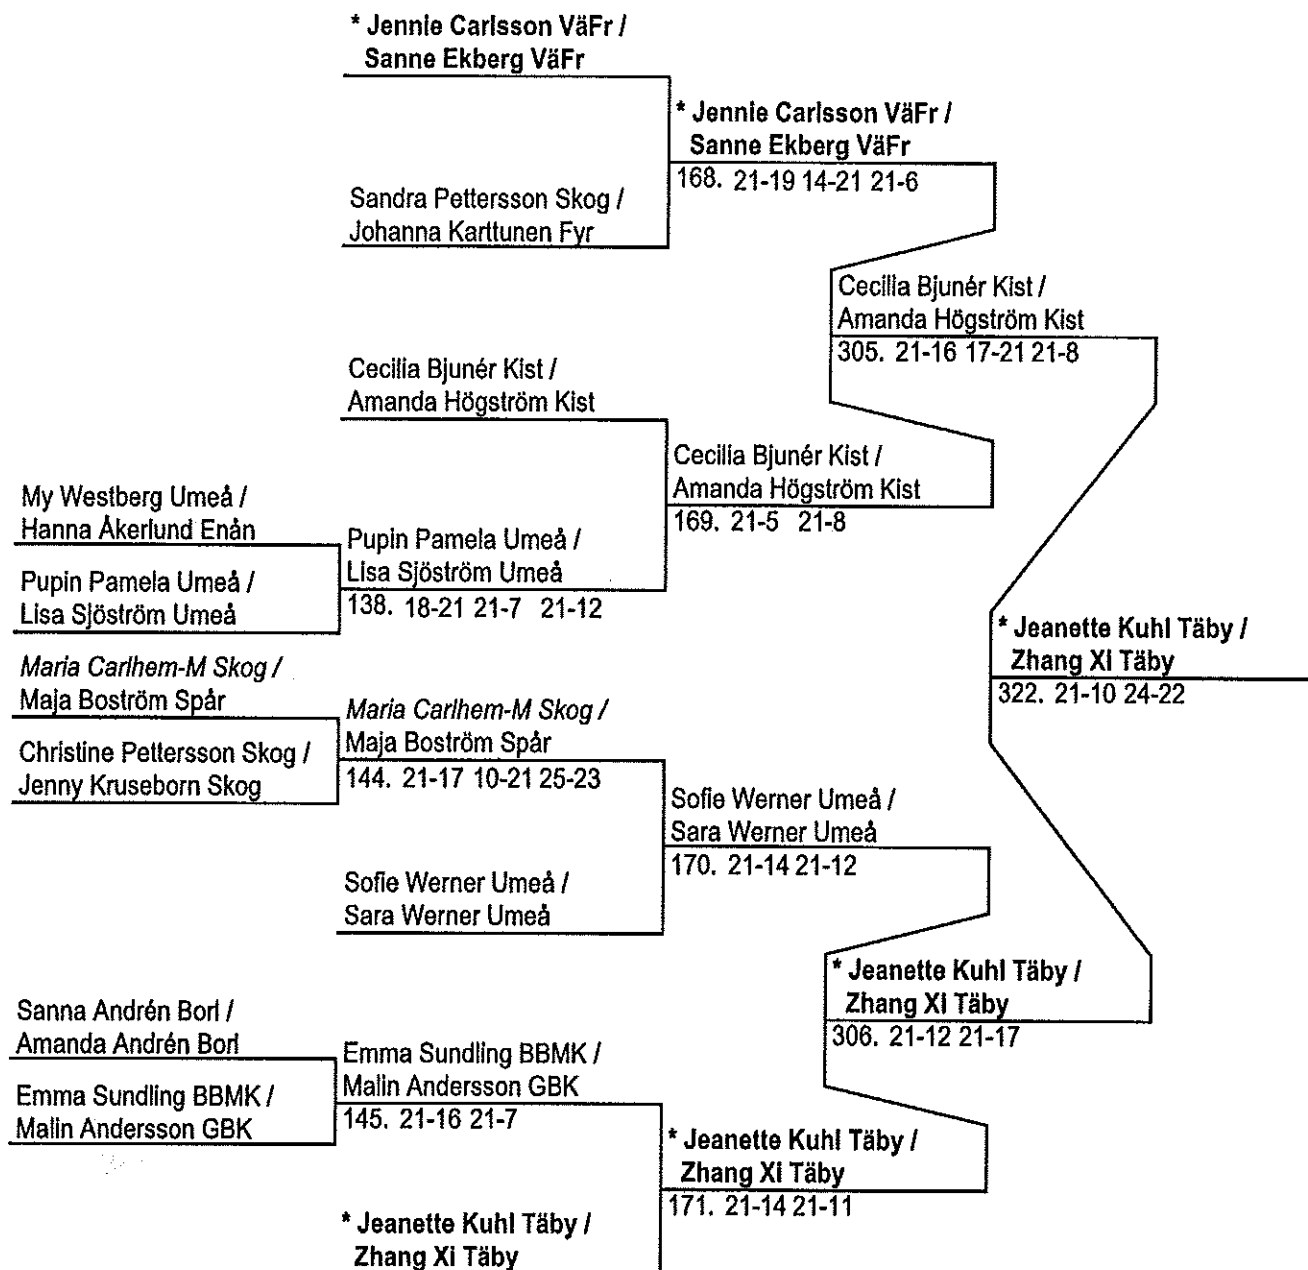 * Jennie Carlsson VäFr /
Sanne Ekberg VäFr
* Jennie Carlsson VäFr /
Sanne Ekberg VäFr
168. 21-19 14-21 21-6
Sandra Pettersson Skog /
Johanna Karttunen Fyr
Cecilia Bjunér Kist /
Amanda Högström Kist
305. 21-16 17-21 21-8
Cecilia Bjunér Kist /
Amanda Högström Kist
Cecilia Bjunér Kist /
Amanda Högström Kist
169. 21-5 21-8
My Westberg Umeå /
Hanna Åkerlund Enån
Pupin Pamela Umeå /
Lisa Sjöström Umeå
138. 18-21 21-7 21-12
Pupin Pamela Umeå /
Lisa Sjöström Umeå
* Jeanette Kuhl Täby /
Zhang Xi Täby
322. 21-10 24-22
Maria Carlhem-M Skog /
Maja Boström Spår
Maria Carlhem-M Skog /
Maja Boström Spår
144. 21-17 10-21 25-23
Christine Pettersson Skog /
Jenny Kruseborn Skog
Sofie Werner Umeå /
Sara Werner Umeå
170. 21-14 21-12
Sofie Werner Umeå /
Sara Werner Umeå
* Jeanette Kuhl Täby /
Zhang Xi Täby
306. 21-12 21-17
Sanna Andrén Borl /
Amanda Andrén Borl
Emma Sundling BBMK /
Malin Andersson GBK
145. 21-16 21-7
Emma Sundling BBMK /
Malin Andersson GBK
* Jeanette Kuhl Täby /
Zhang Xi Täby
171. 21-14 21-11
* Jeanette Kuhl Täby /
Zhang Xi Täby